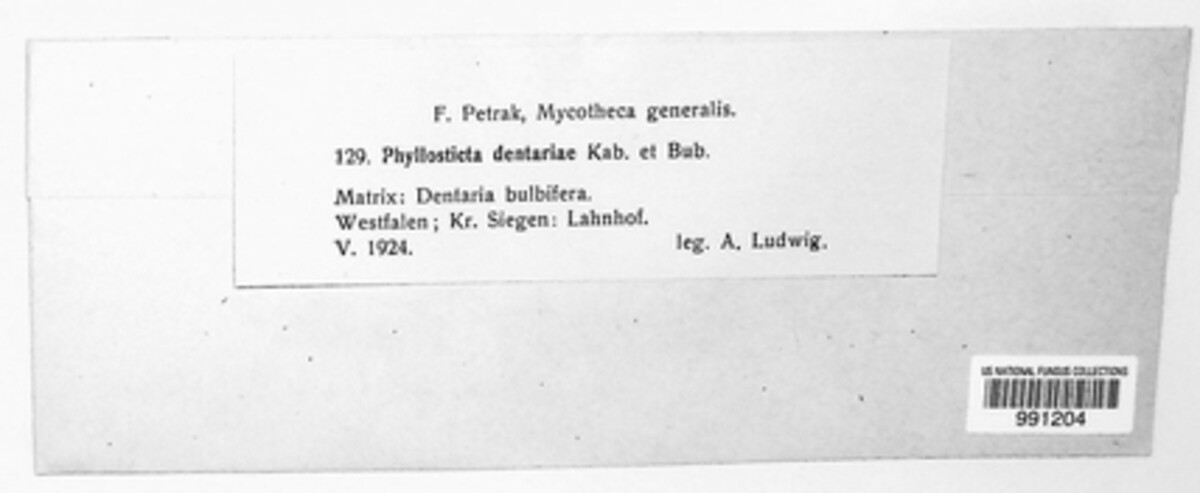 F. Petrak, Mycotheca generalis.
129. Phyllosticta dentariae Kab. et Bub.
Matrix: Dentaria bulbifera.
Westfalen; Kr. Siegen: Lahnhof.
V. 1924. leg. A. Ludwig.
US NATIONAL FUNGUS COLLECTIONS
991204